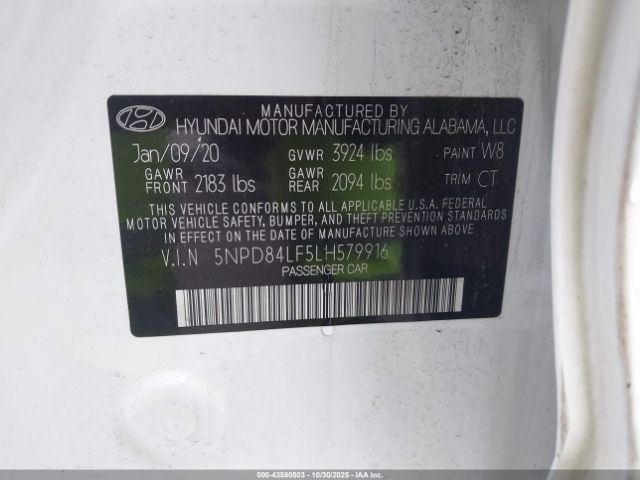 MANUFACTURED BY
HYUNDAI MOTOR MANUFACTURING ALABAMA, LLC
Jan/09/20 GVWR 3924 lbs PAINT W8
GAWR FRONT 2183 lbs GAWR REAR 2094 lbs TRIM CT
THIS VEHICLE CONFORMS TO ALL APPLICABLE U.S.A. FEDERAL
MOTOR VEHICLE SAFETY, BUMPER, AND THEFT PREVENTION STANDARDS
IN EFFECT ON THE DATE OF MANUFACTURE SHOWN ABOVE
V.I.N 5NPD84LF5LH579916
PASSENGER CAR
000-43580503 - 10/30/2025 - IAAI.com